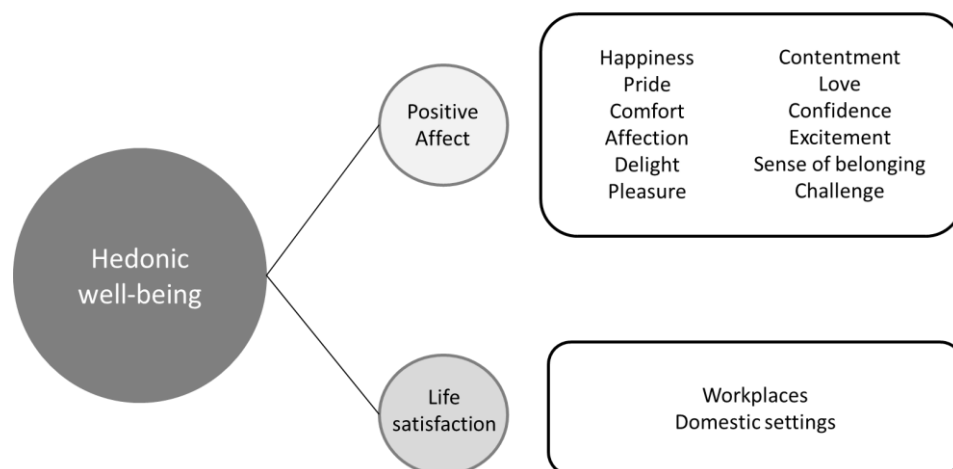 Hedonic
well-being
Positive
Affect
Happiness
Pride
Comfort
Affection
Delight
Pleasure
Contentment
Love
Confidence
Excitement
Sense of belonging
Challenge
Life
satisfaction
Workplaces
Domestic settings